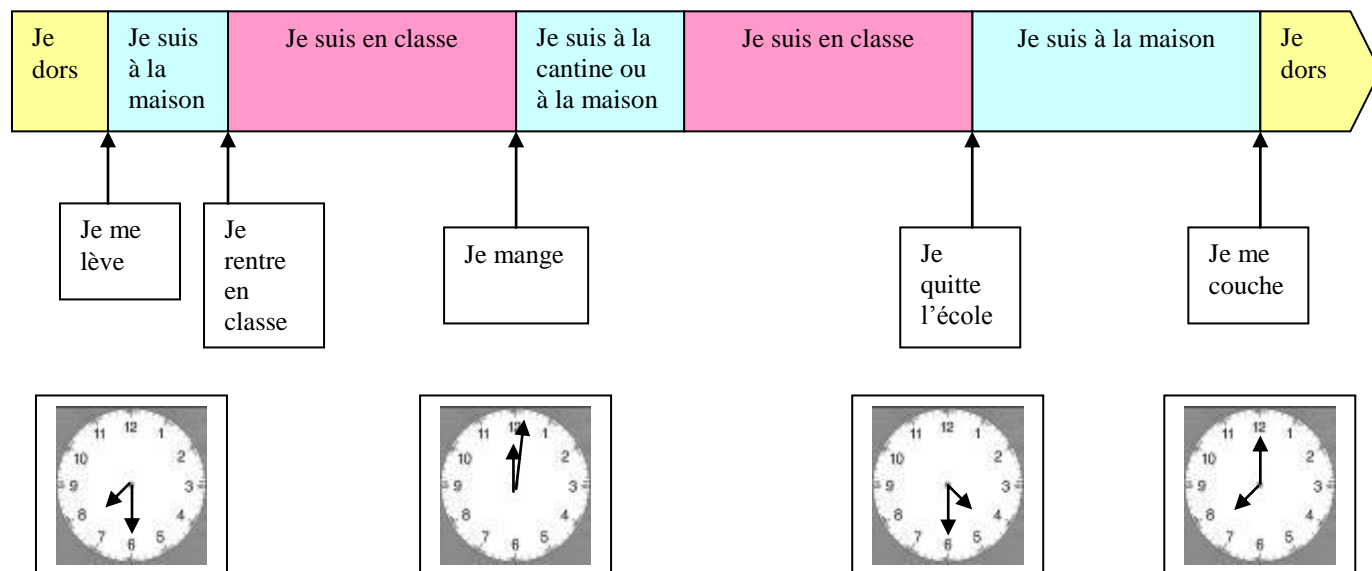 Je
dors
Je suis
à la
maison
Je suis en classe
Je suis à la
cantine ou
à la maison
Je suis en classe
Je suis à la maison
Je
dors
Je me
lève
Je
rentre
en
classe
Je mange
Je
quitte
l’école
Je me
couche
12
1
2
3
4
5
6
7
8
9
10
11
12
1
2
3
4
5
6
7
8
9
10
11
12
1
2
3
4
5
6
7
8
9
10
11
12
1
2
3
4
5
6
7
8
9
10
11